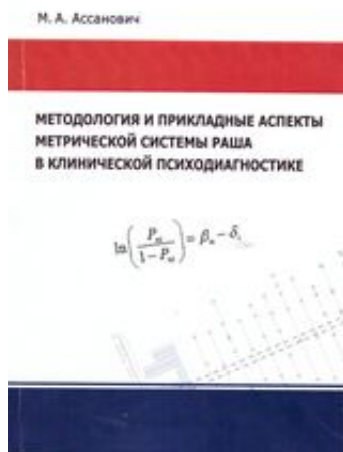 М. А. Ассанович
МЕТОДОЛОГИЯ И ПРИКЛАДНЫЕ АСПЕКТЫ
МЕТРИЧЕСКОЙ СИСТЕМЫ РАША
В КЛИНИЧЕСКОЙ ПСИХОДИАГНОСТИКЕ
ln(Pₙᵢ / 1 − Pₙᵢ) = βₙ − δᵢ